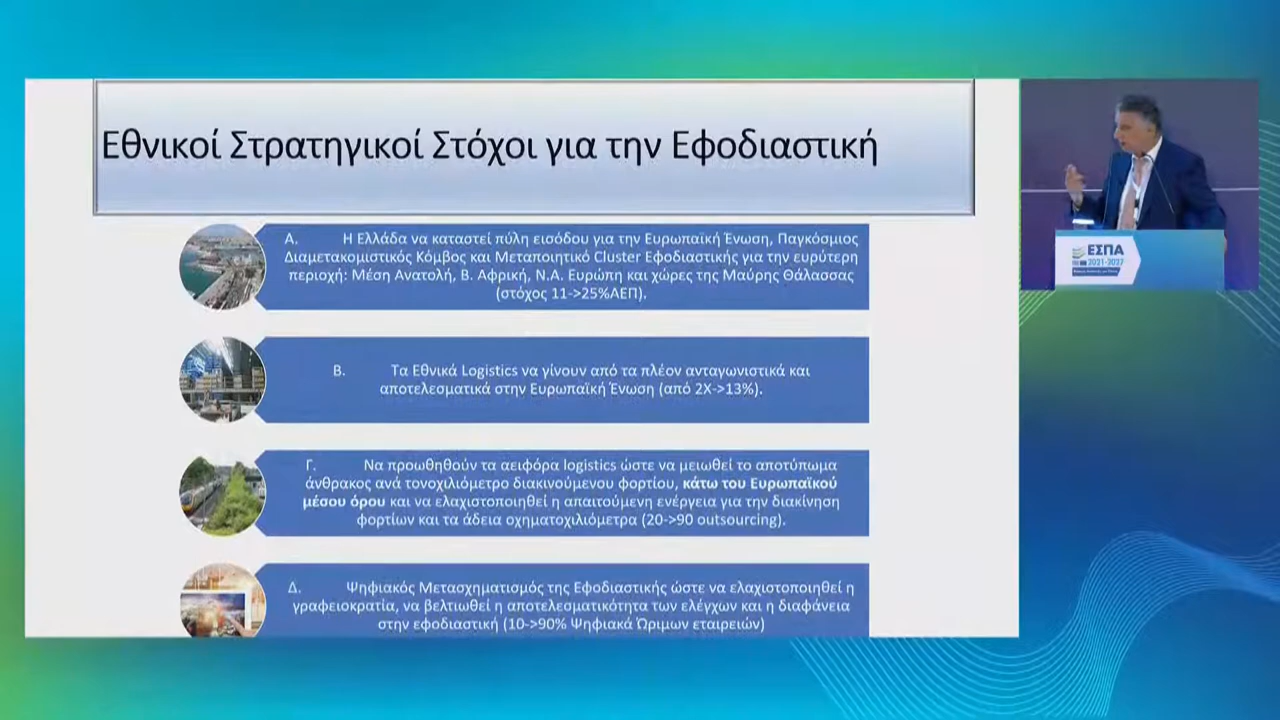 Εθνικοί Στρατηγικοί Στόχοι για την Εφοδιαστική
Α. Η Ελλάδα να καταστεί πύλη εισόδου για την Ευρωπαϊκή Ένωση, Παγκόσμιος
Διαμετακομιστικός Κόμβος και Μεταποιητικό Cluster Εφοδιαστικής για την ευρύτερη
περιοχή: Μέση Ανατολή, Β. Αφρική, Ν.Α. Ευρώπη και χώρες της Μαύρης Θάλασσας
(στόχος 11->25%ΑΕΠ).
Β. Τα Εθνικά Logistics να γίνουν από τα πλέον ανταγωνιστικά και
αποτελεσματικά στην Ευρωπαϊκή Ένωση (από 2Χ->13%).
Γ. Να προωθηθούν τα αειφόρα logistics ώστε να μειωθεί το αποτύπωμα
άνθρακος ανά τονοχιλιόμετρο διακινούμενου φορτίου, κάτω του Ευρωπαϊκού
μέσου όρου και να ελαχιστοποιηθεί η απαιτούμενη ενέργεια για την διακίνηση
φορτίων και τα άδεια οχηματοχιλιόμετρα (20->90 outsourcing).
Δ. Ψηφιακός Μετασχηματισμός της Εφοδιαστικής ώστε να ελαχιστοποιηθεί η
γραφειοκρατία, να βελτιωθεί η αποτελεσματικότητα των ελέγχων και η διαφάνεια
στην εφοδιαστική (10->90% Ψηφιακά Ώριμων εταιρειών)
ΕΣΠΑ
2021-2027